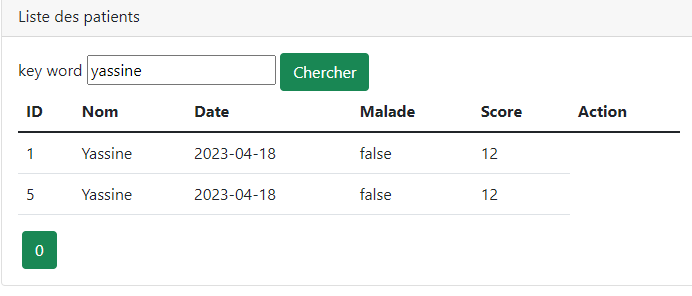 Liste des patients
key word yassine Chercher
ID Nom Date Malade Score Action
1 Yassine 2023-04-18 false 12
5 Yassine 2023-04-18 false 12
0